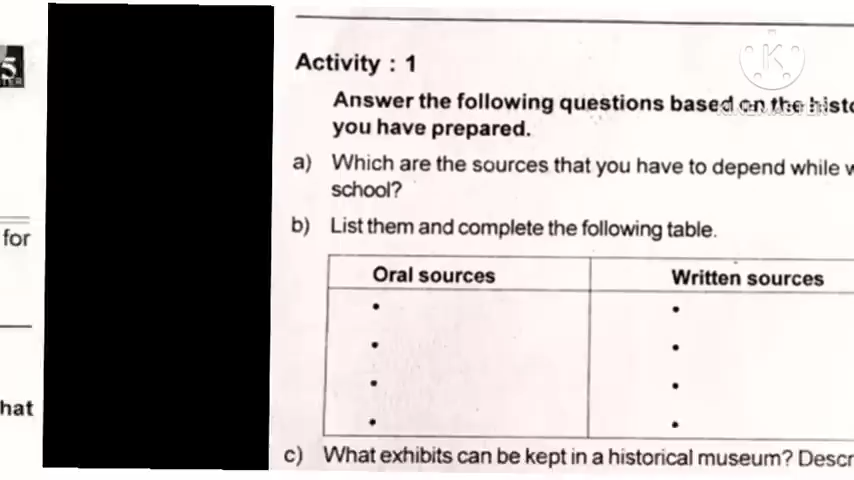 5
for
hat
Activity : 1
Answer the following questions based on the histo
you have prepared.
a) Which are the sources that you have to depend while w
school?
b) List them and complete the following table.
Oral sources Written sources
• •
• •
• •
• •
c) What exhibits can be kept in a historical museum? Descr
K
KINEMASTER